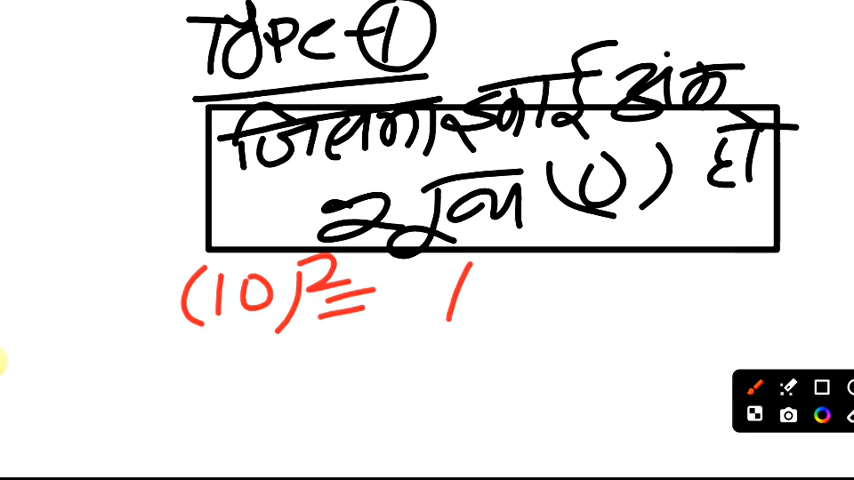 Type-①
जिसका इकाई अंक
शून्य (0) हो
(10)² = 1